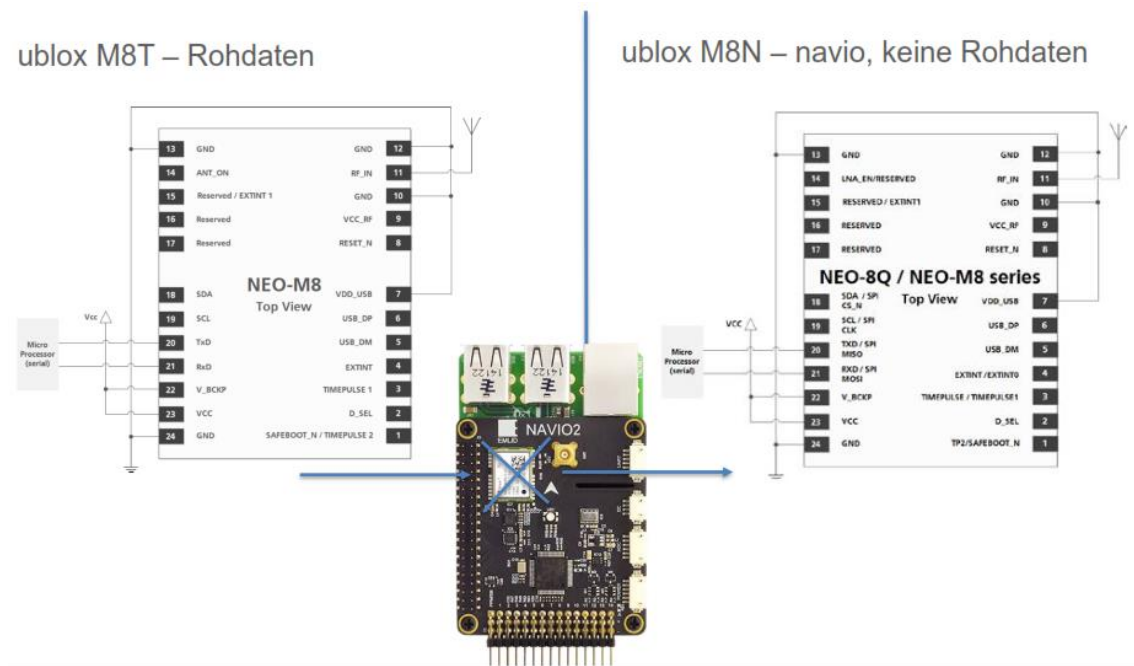 ublox M8T – Rohdaten
13 GND GND 12
14 ANT_ON RF_IN 11
15 Reserved / EXTINT 1 GND 10
16 Reserved VCC_RF 9
17 Reserved RESET_N 8
NEO-M8
Top View
18 SDA VDD_USB 7
19 SCL USB_DP 6
20 TxD USB_DM 5
21 RxD EXTINT 4
22 V_BCKP TIMEPULSE 1 3
23 VCC D_SEL 2
24 GND SAFEBOOT_N / TIMEPULSE 2 1
Vcc
Micro
Processor
(serial)
ublox M8N – navio, keine Rohdaten
13 GND GND 12
14 LNA_EN/RESERVED RF_IN 11
15 RESERVED / EXTINT1 GND 10
16 RESERVED VCC_RF 9
17 RESERVED RESET_N 8
NEO-8Q / NEO-M8 series
Top View
18 SDA / SPI
CS_N
VDD_USB 7
19 SCL / SPI
CLK
USB_DP 6
20 TXD / SPI
MISO
USB_DM 5
21 RXD / SPI
MOSI
EXTINT /EXTINT0 4
22 V_BCKP TIMEPULSE / TIMEPULSE1 3
23 VCC D_SEL 2
24 GND TP2/SAFEBOOT_N 1
VCC
Micro
Processor
(serial)
14122
14122
NAVIO2
EMLID